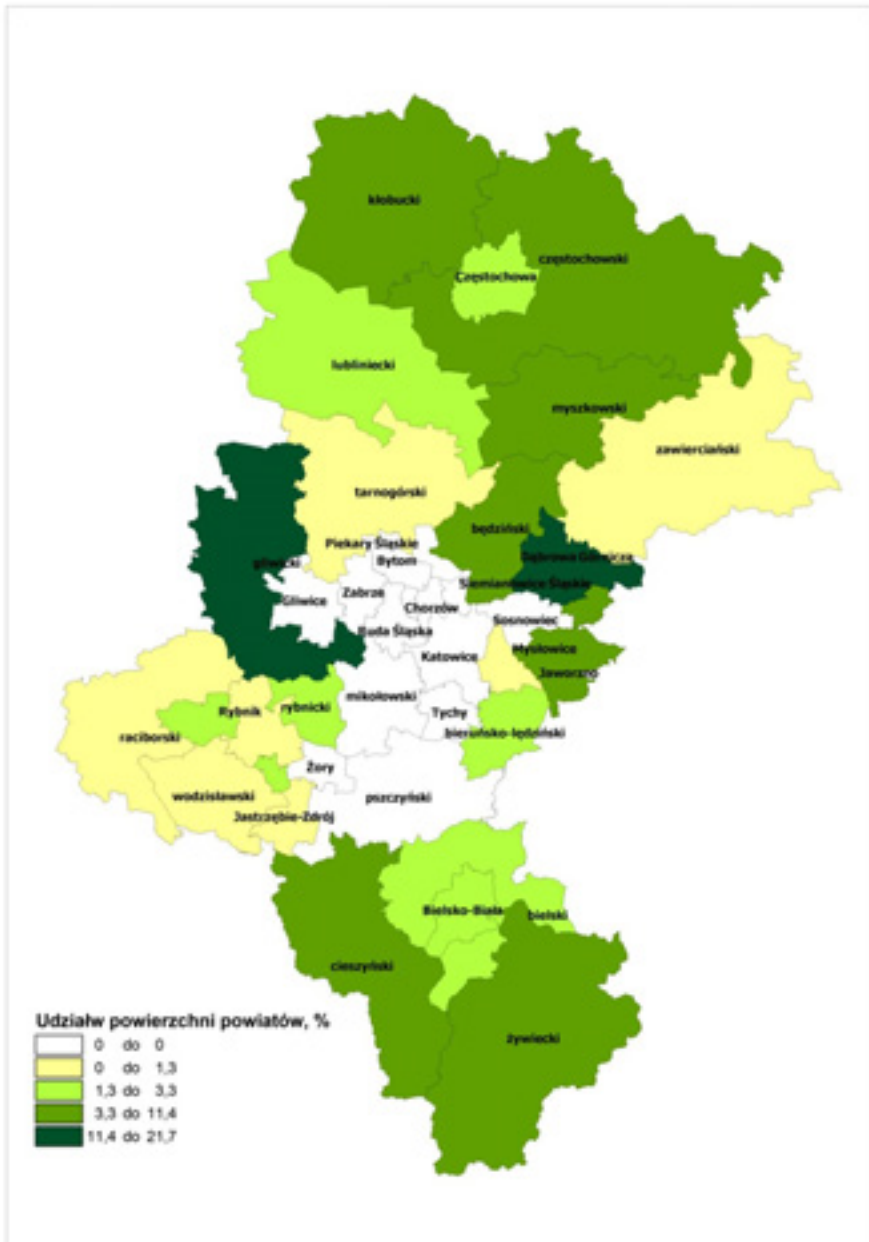 kłobucki
częstochowski
Częstochowa
lubliniecki
myszkowski
zawierciański
tarnogórski
będziński
Piekary Śląskie
Bytom
Dąbrowa Górnicza
gliwicki
Siemianowice Śląskie
Gliwice
Zabrze
Chorzów
Sosnowiec
Ruda Śląska
Mysłowice
Katowice
Jaworzno
mikołowski
rybnicki
Rybnik
Tychy
raciborski
bieruńsko-lędziński
Żory
wodzisławski
pszczyński
Jastrzębie-Zdrój
Bielsko-Biała
bielski
cieszyński
żywiecki
Udziałw powierzchni powiatów, %
0 do 0
0 do 1,3
1,3 do 3,3
3,3 do 11,4
11,4 do 21,7